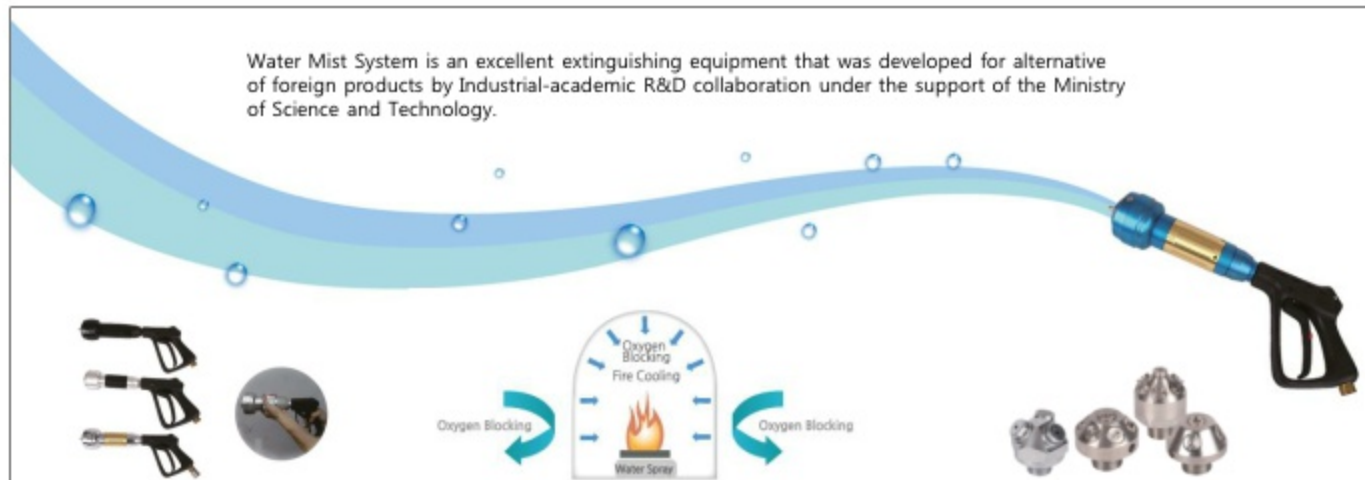 Water Mist System is an excellent extinguishing equipment that was developed for alternative
of foreign products by Industrial-academic R&D collaboration under the support of the Ministry
of Science and Technology.
Oxygen
Blocking
Fire Cooling
Oxygen Blocking
Oxygen Blocking
Water Spray